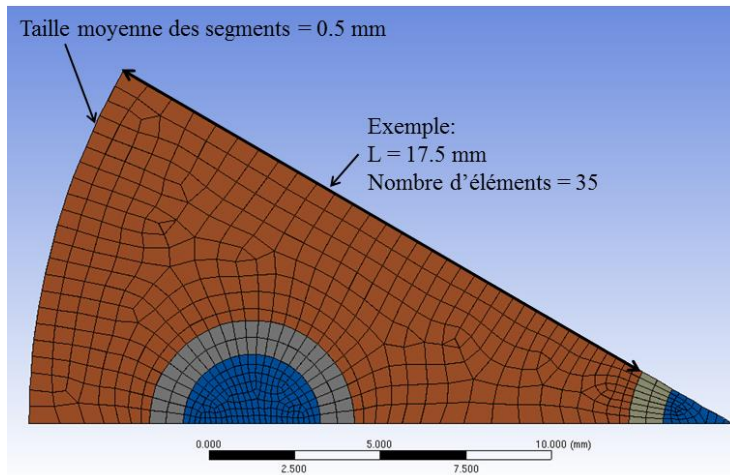 Taille moyenne des segments = 0.5 mm
Exemple:
L = 17.5 mm
Nombre d'éléments = 35
0.000 5.000 10.000 (mm)
2.500 7.500